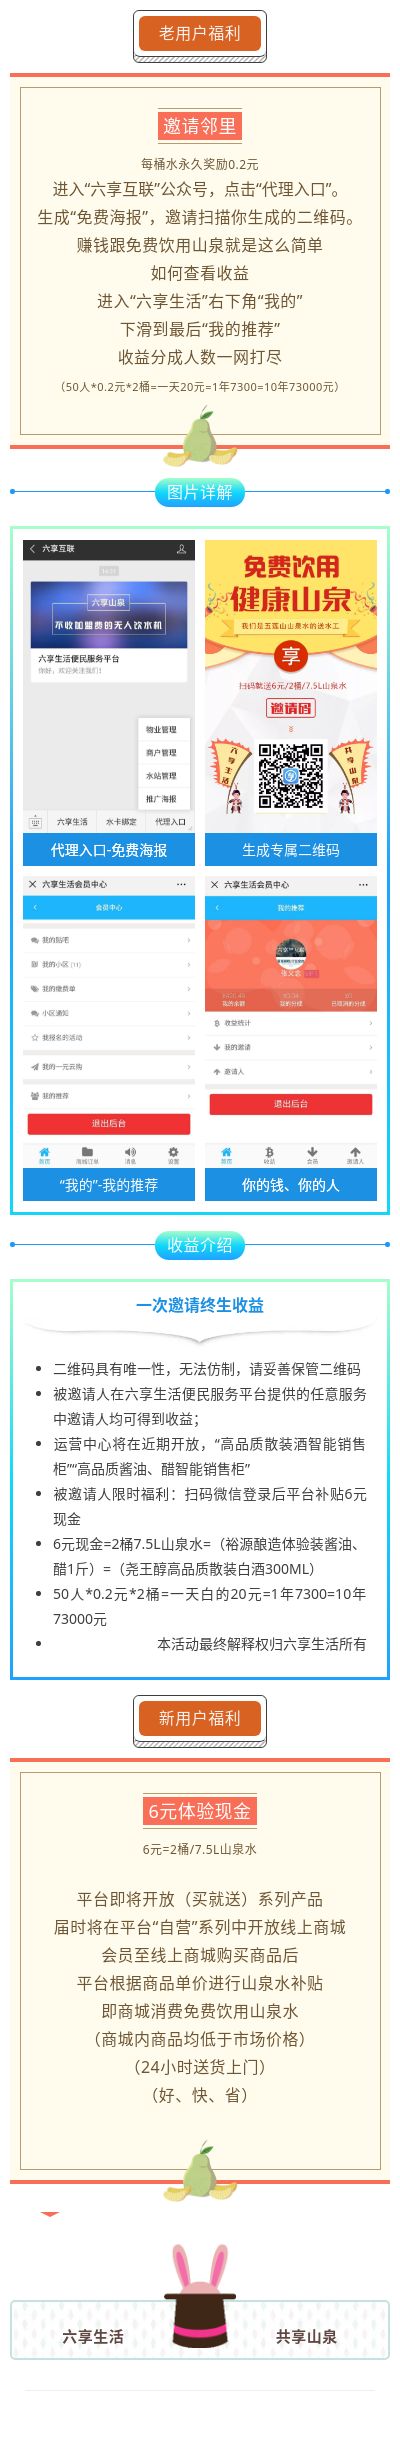 老用户福利
邀请邻里
每桶水永久奖励0.2元
进入“六享互联”公众号，点击“代理入口”。
生成“免费海报”，邀请扫描你生成的二维码。
赚钱跟免费饮用山泉就是这么简单
如何查看收益
进入“六享生活”右下角“我的”
下滑到最后“我的推荐”
收益分成人数一网打尽
（50人*0.2元*2桶=一天20元=1年7300=10年73000元）
图片详解
六享互联
六享山泉
不收加盟费的无人饮水机
六享生活便民服务平台
你好，欢迎关注我们！
物业管理
商户管理
水站管理
推广海报
六享生活 水卡绑定 代理入口
代理入口-免费海报
免费饮用
健康山泉
我们是五莲山山泉水的送水工
享
扫码就送6元/2桶/7.5L山泉水
邀请码
六享生活
共享山泉
生成专属二维码
六享生活会员中心
会员中心
我的贴吧
我的小区 (11)
我的缴费单
小区通知
我报名的活动
我的一元云购
我的推荐
退出后台
首页 商城订单 消息 设置
“我的”-我的推荐
六享生活会员中心
我的推荐
我的余额 我的分成 已取消的分成
收益统计
我的邀请
邀请人
退出后台
首页 收益 会员 邀请人
你的钱、你的人
收益介绍
一次邀请终生收益
二维码具有唯一性，无法仿制，请妥善保管二维码
被邀请人在六享生活便民服务平台提供的任意服务
中邀请人均可得到收益；
运营中心将在近期开放，“高品质散装酒智能销售
柜”“高品质酱油、醋智能销售柜”
被邀请人限时福利：扫码微信登录后平台补贴6元
现金
6元现金=2桶7.5L山泉水=（裕源酿造体验装酱油、
醋1斤）=（尧王醇高品质散装白酒300ML）
50人*0.2元*2桶=一天白的20元=1年7300=10年
73000元
本活动最终解释权归六享生活所有
新用户福利
6元体验现金
6元=2桶/7.5L山泉水
平台即将开放（买就送）系列产品
届时将在平台“自营”系列中开放线上商城
会员至线上商城购买商品后
平台根据商品单价进行山泉水补贴
即商城消费免费饮用山泉水
（商城内商品均低于市场价格）
（24小时送货上门）
（好、快、省）
六享生活 共享山泉